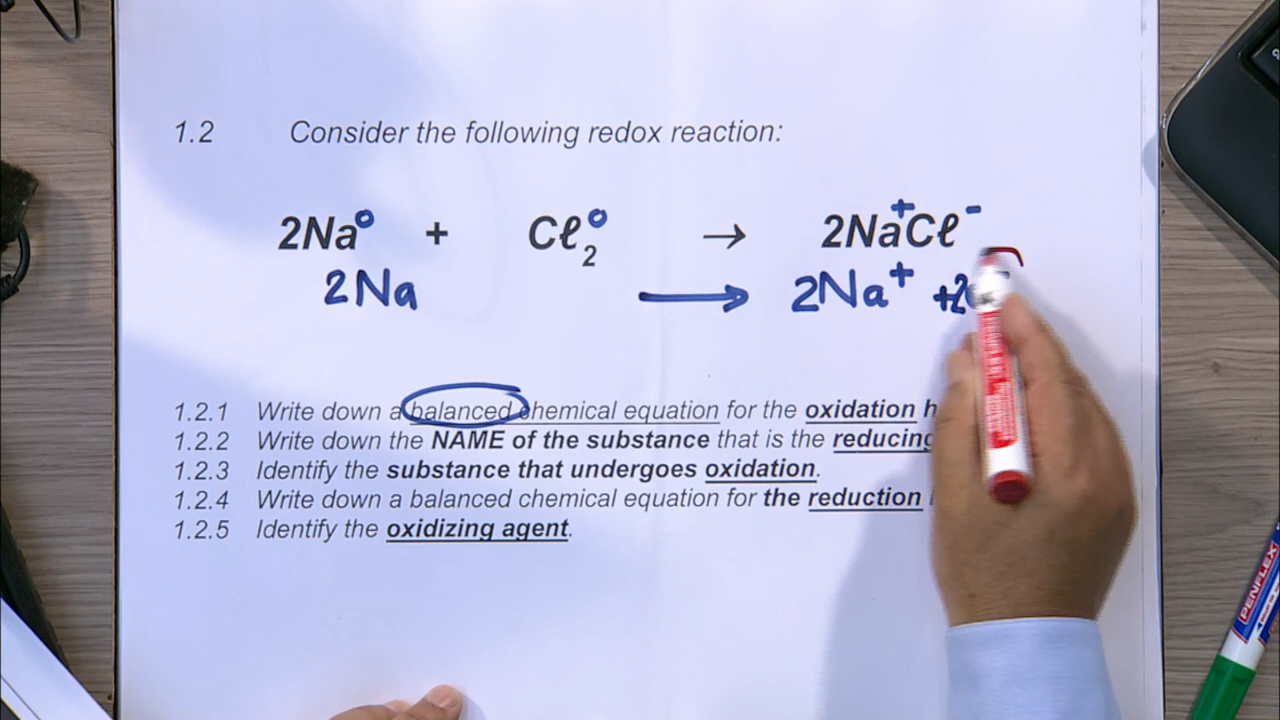 1.2 Consider the following redox reaction:
2Na⁰ + Cℓ₂⁰ → 2Na⁺Cℓ⁻
2Na → 2Na⁺ +2
1.2.1 Write down a balanced chemical equation for the oxidation
1.2.2 Write down the NAME of the substance that is the reducing
1.2.3 Identify the substance that undergoes oxidation.
1.2.4 Write down a balanced chemical equation for the reduction
1.2.5 Identify the oxidizing agent.
PENFLEX